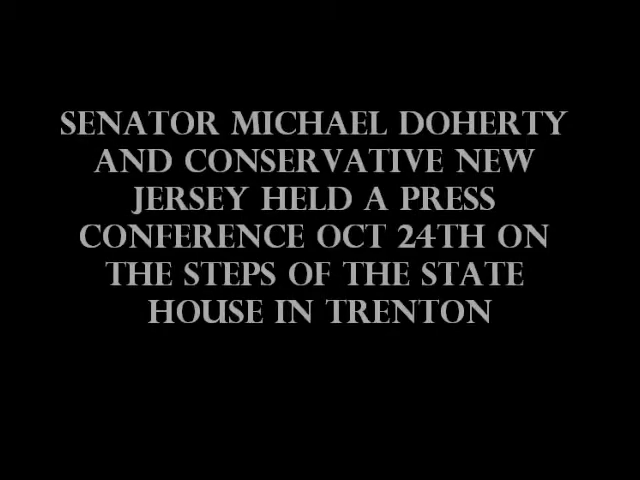 SENATOR MICHAEL DOHERTY
AND CONSERVATIVE NEW
JERSEY HELD A PRESS
CONFERENCE OCT 24TH ON
THE STEPS OF THE STATE
HOUSE IN TRENTON